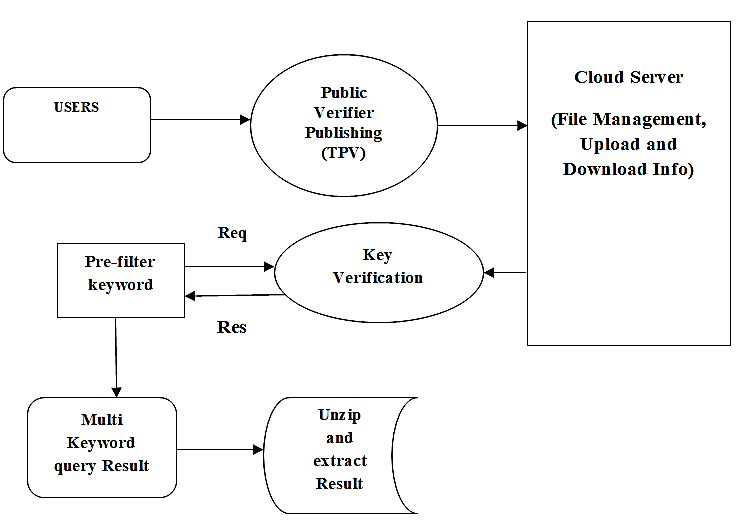 USERS
Public
Verifier
Publishing
(TPV)
Cloud Server
(File Management,
Upload and
Download Info)
Req
Pre-filter
keyword
Key
Verification
Res
Multi
Keyword
query Result
Unzip
and
extract
Result